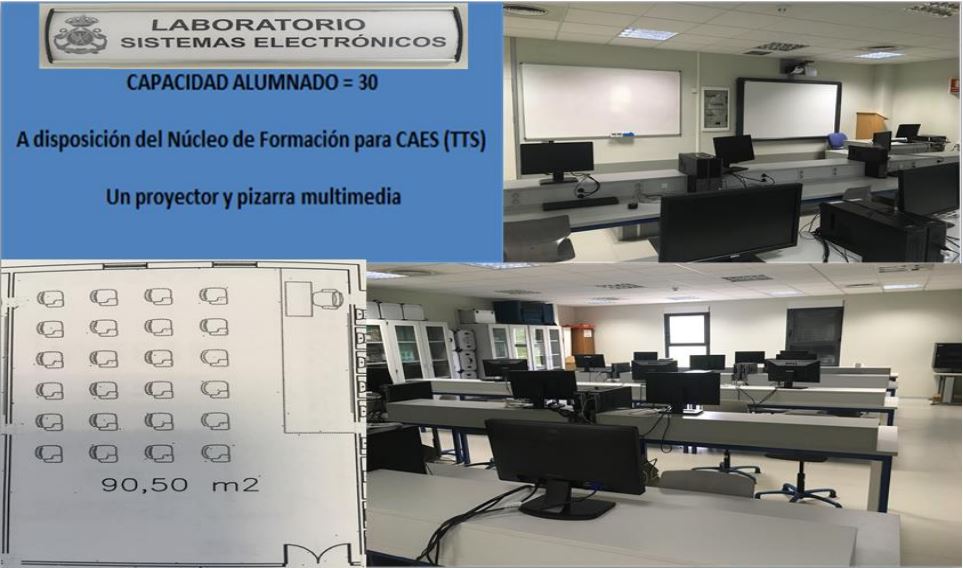 LABORATORIO
SISTEMAS ELECTRÓNICOS
CAPACIDAD ALUMNADO = 30
A disposición del Núcleo de Formación para CAES (TTS)
Un proyector y pizarra multimedia
90,50 m2